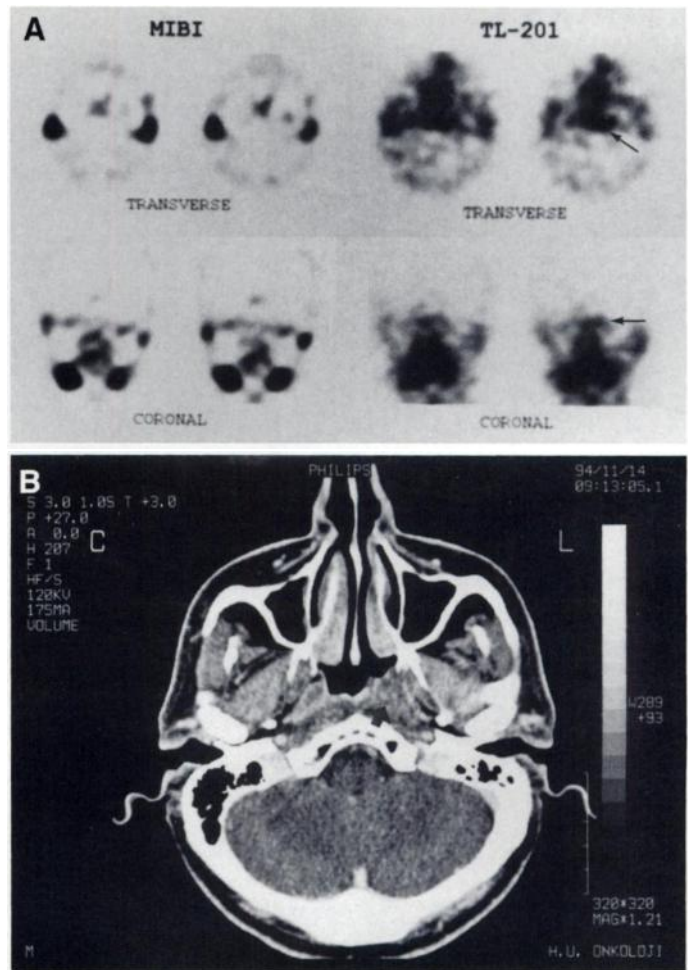 A
MIBI TL-201
TRANSVERSE TRANSVERSE
CORONAL CORONAL
B
PHILIPS
94/11/14
09:13:05.1
S 3.0 1.0S T +3.0
P +27.0
A 0.0
H 207
F 1
HF/S
120KV
175MA
VOLUME
C
L
W289
+93
320*320
MAG*1.21
M
H.U. ONKOLOJI